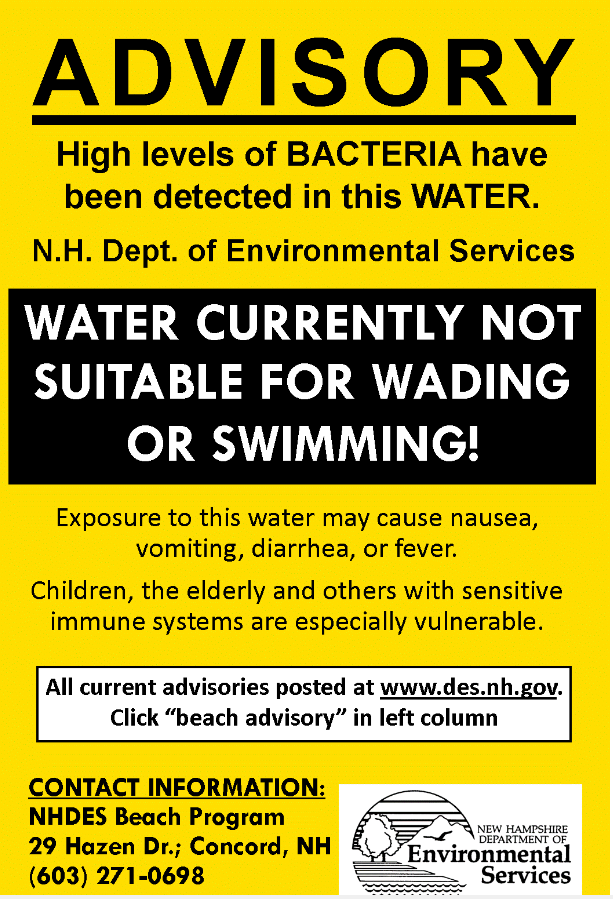 ADVISORY
High levels of BACTERIA have
been detected in this WATER.
N.H. Dept. of Environmental Services
WATER CURRENTLY NOT
SUITABLE FOR WADING
OR SWIMMING!
Exposure to this water may cause nausea,
vomiting, diarrhea, or fever.
Children, the elderly and others with sensitive
immune systems are especially vulnerable.
All current advisories posted at www.des.nh.gov.
Click “beach advisory” in left column
CONTACT INFORMATION:
NHDES Beach Program
29 Hazen Dr.; Concord, NH
(603) 271-0698
NEW HAMPSHIRE
DEPARTMENT OF
Environmental
Services